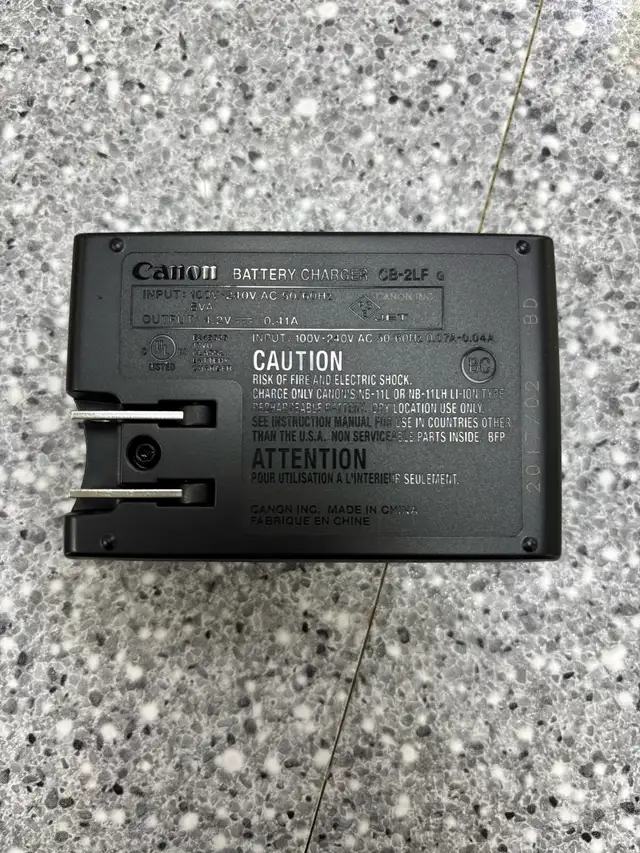 Canon BATTERY CHARGER CB-2LF G
INPUT: 100V-240V AC 50-60HZ
8VA
OUTPUT: 4.2V 0.41A
CANON INC.
JET
INPUT: 100V-240V AC 50-60HZ 0.07A-0.04A
UL
LISTED
BC
CAUTION
RISK OF FIRE AND ELECTRIC SHOCK.
CHARGE ONLY CANON'S NB-11L OR NB-11LH LI-ION TYPE
RECHARGEABLE BATTERY. DRY LOCATION USE ONLY.
SEE INSTRUCTION MANUAL FOR USE IN COUNTRIES OTHER
THAN THE U.S.A. NON SERVICEABLE PARTS INSIDE. BFP
ATTENTION
POUR UTILISATION A L'INTERIEUR SEULEMENT.
CANON INC. MADE IN CHINA
FABRIQUE EN CHINE
BD